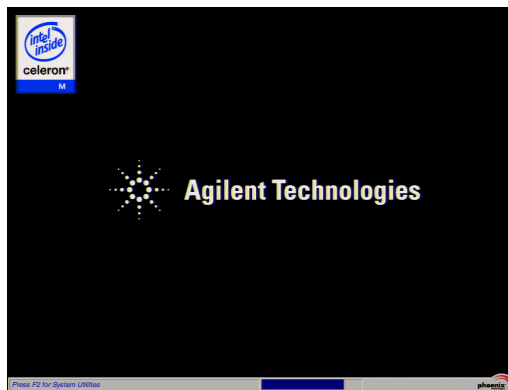 intel
inside
celeron®
M
Agilent Technologies
Press F2 for System Utilities
phoenix